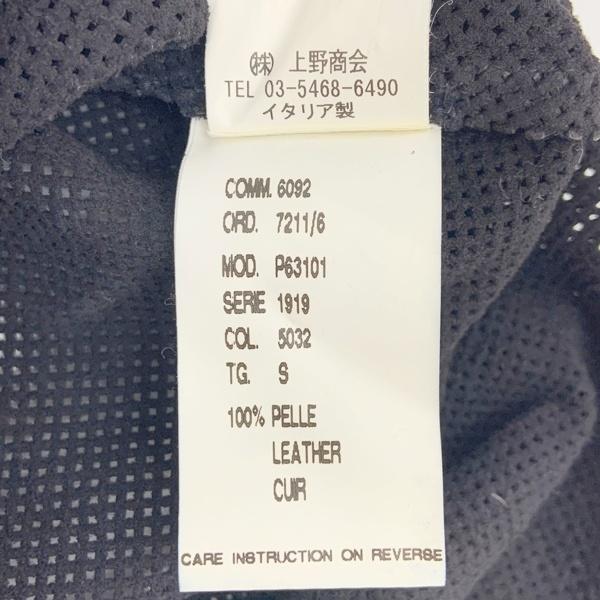 ㈱ 上野商会
TEL 03-5468-6490
イタリア製
COMM. 6092
ORD. 7211/6
MOD. P63101
SERIE 1919
COL. 5032
TG. S
100% PELLE
LEATHER
CUIR
CARE INSTRUCTION ON REVERSE